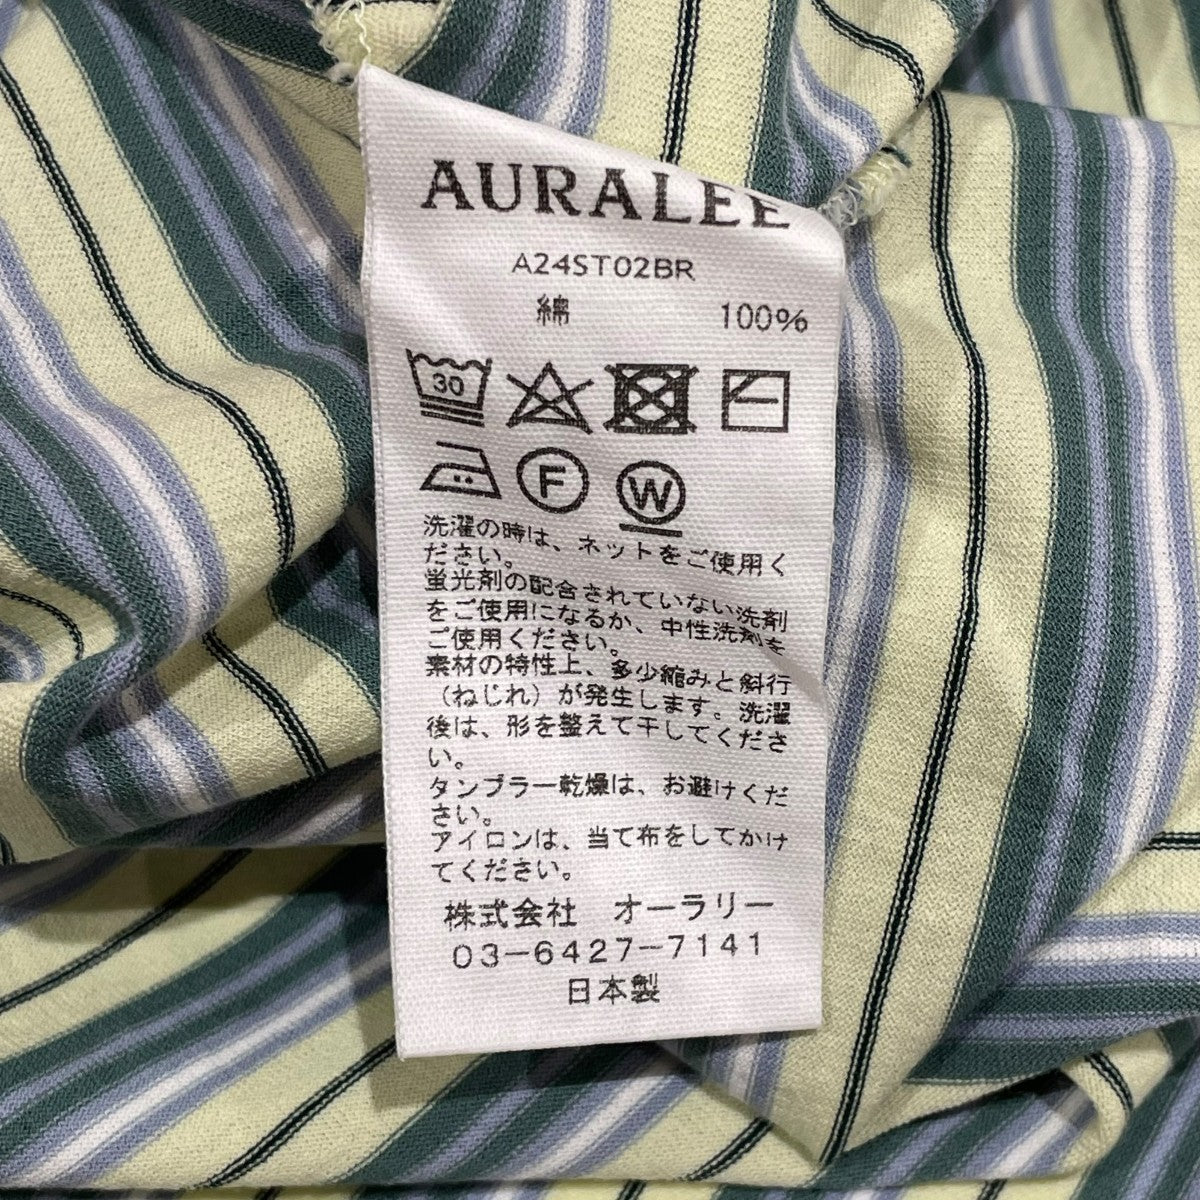 AURALEE
A24ST02BR
綿 100%
30
F W
洗濯の時は、ネットをご使用く
ださい。
蛍光剤の配合されていない洗剤
をご使用になるか、中性洗剤を
ご使用ください。
素材の特性上、多少縮みと斜行
（ねじれ）が発生します。洗濯
後は、形を整えて干してくださ
い。
タンブラー乾燥は、お避けくだ
さい。
アイロンは、当て布をしてかけ
てください。
株式会社 オーラリー
03-6427-7141
日本製